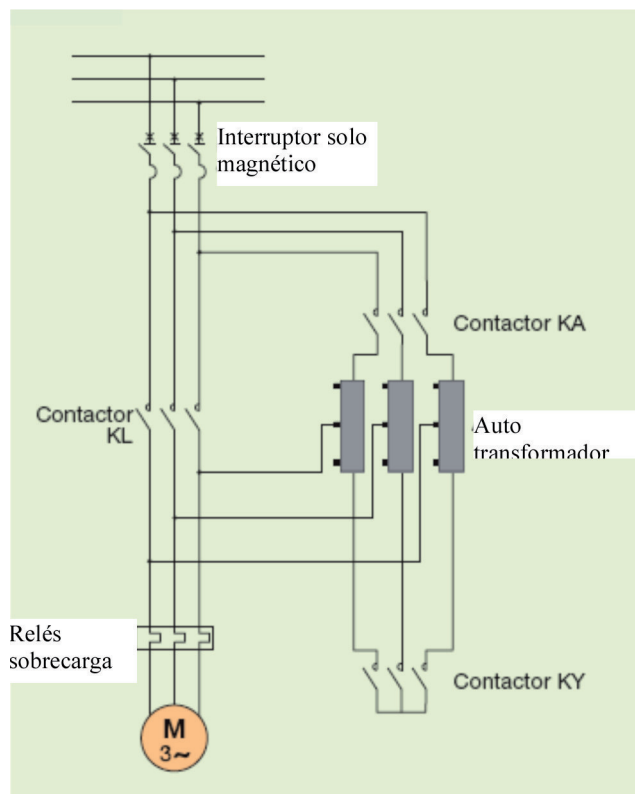 Interruptor solo
magnético
Contactor KA
Contactor
KL
Auto
transformador
Relés
sobrecarga
Contactor KY
M
3~